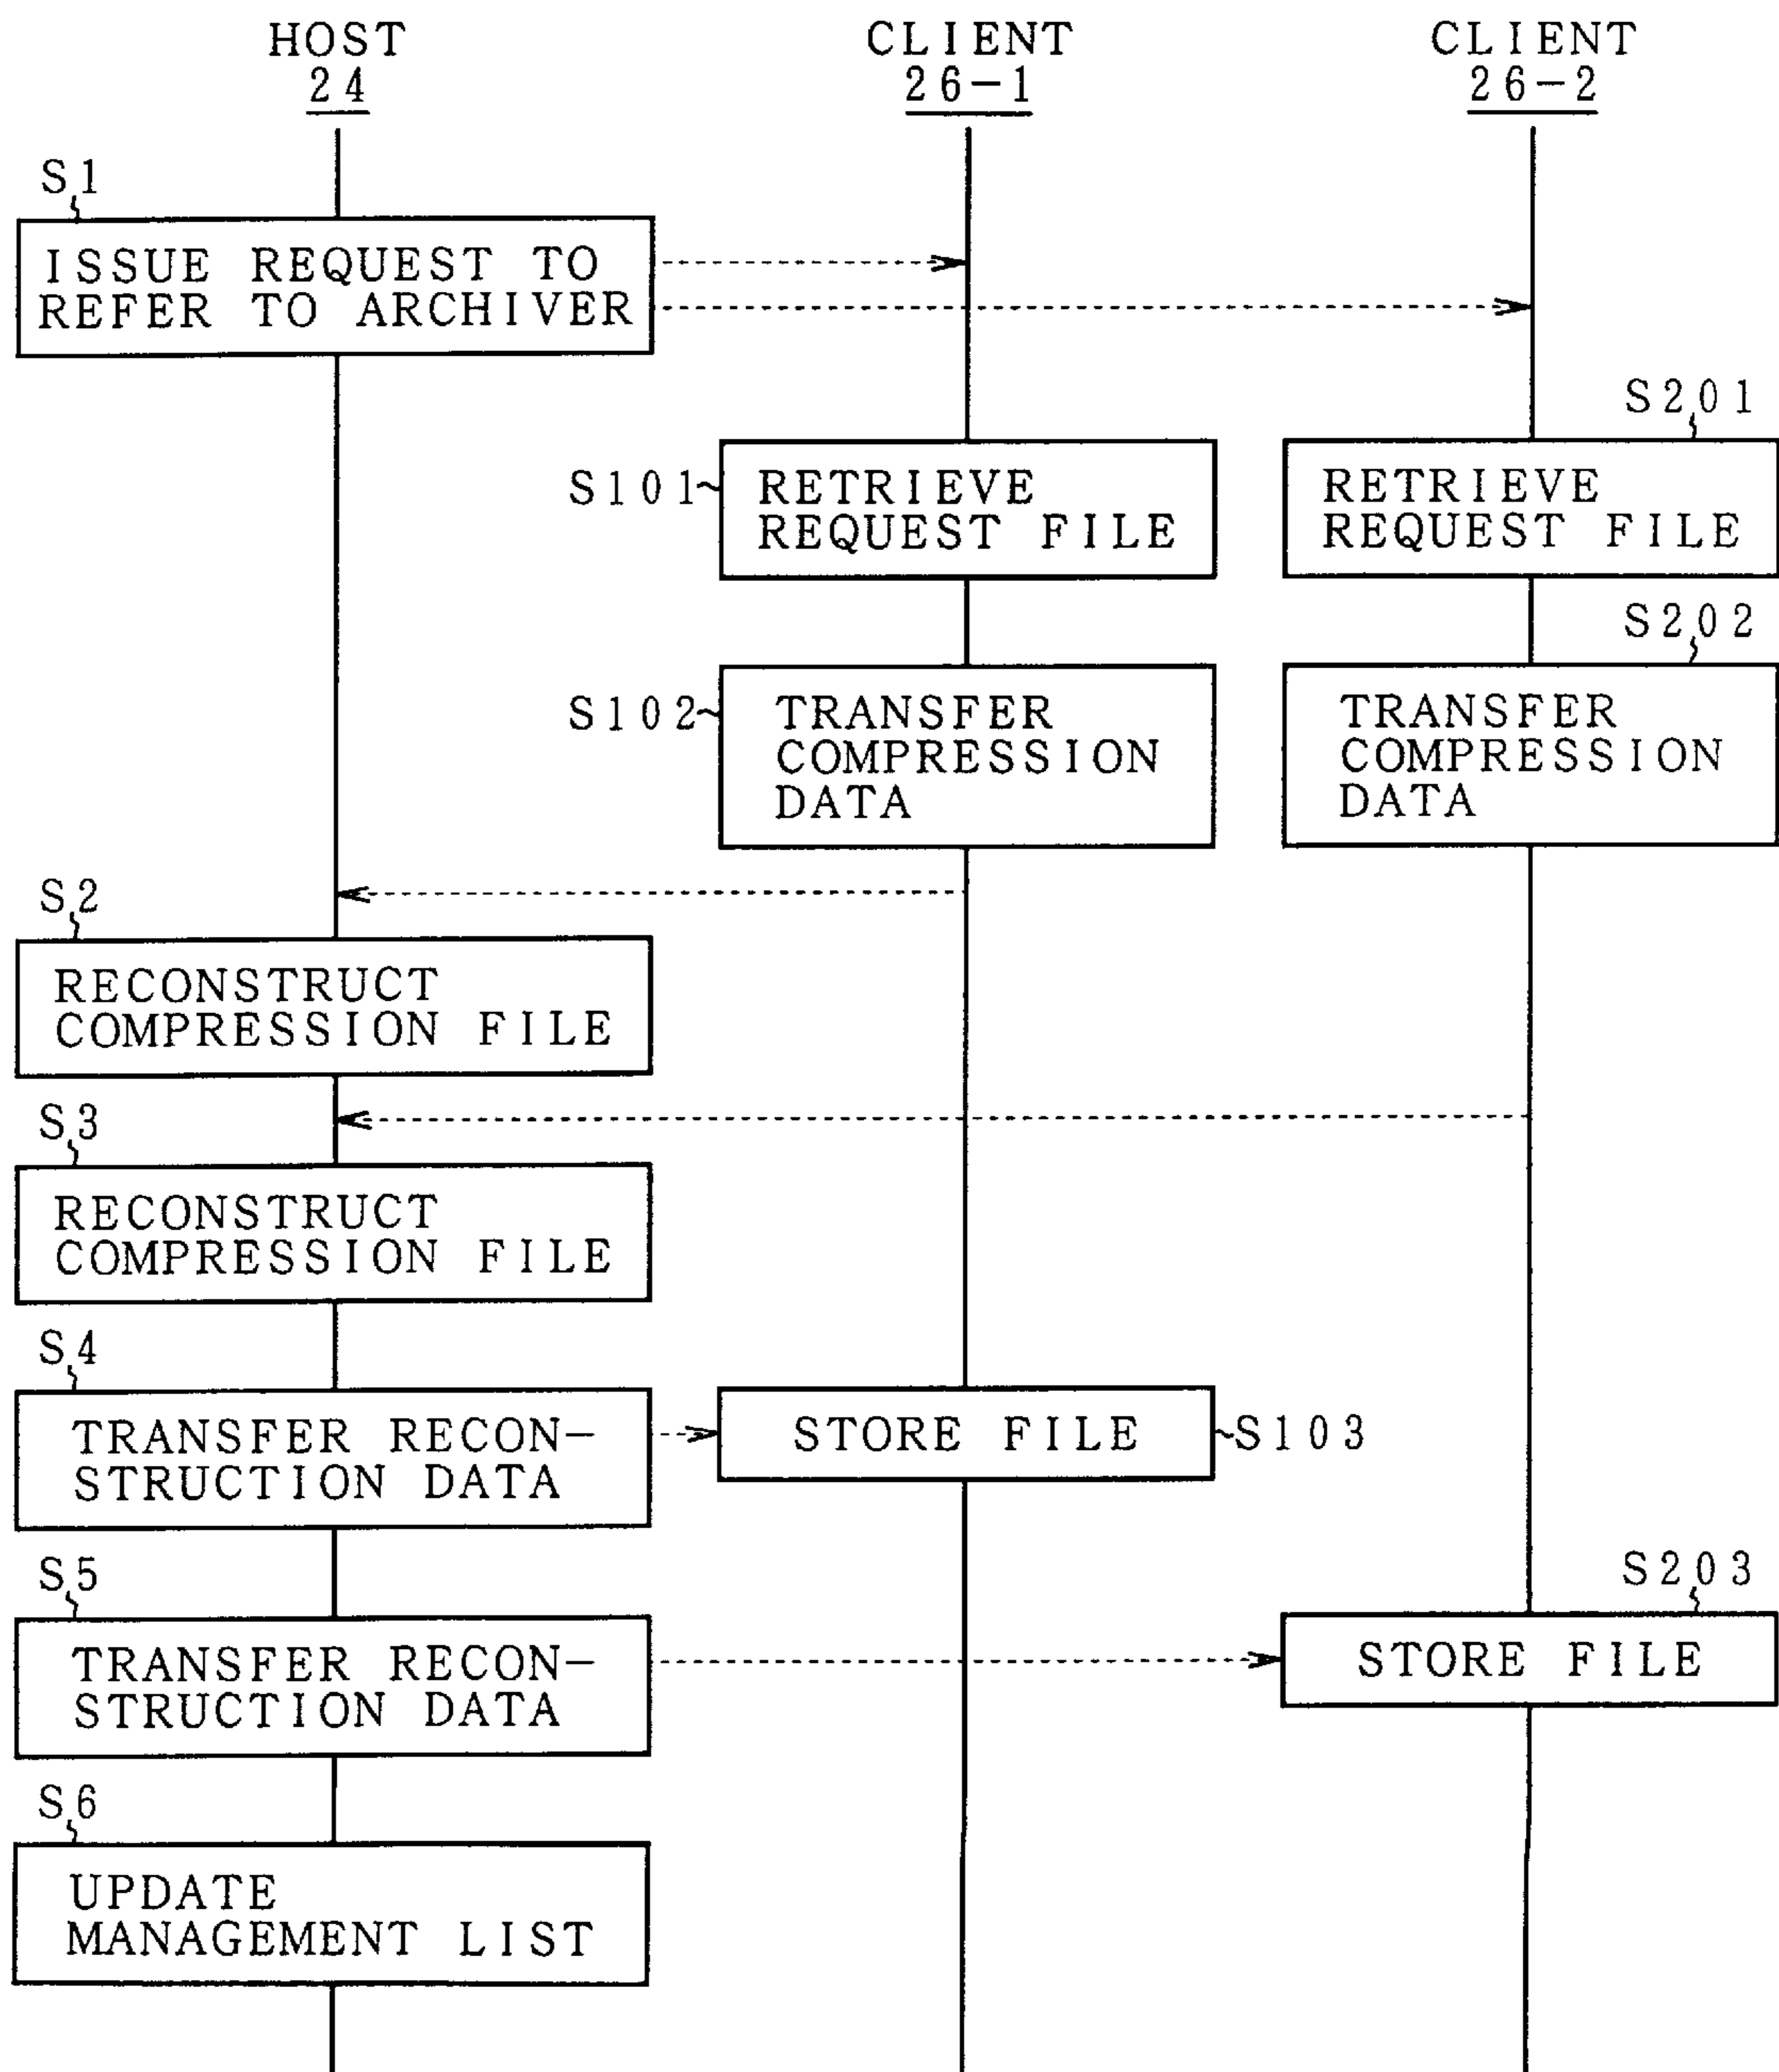 HOST
24
CLIENT
26-1
CLIENT
26-2
S1
ISSUE REQUEST TO
REFER TO ARCHIVER
S201
S101
RETRIEVE
REQUEST FILE
RETRIEVE
REQUEST FILE
S202
S102
TRANSFER
COMPRESSION
DATA
TRANSFER
COMPRESSION
DATA
S2
RECONSTRUCT
COMPRESSION FILE
S3
RECONSTRUCT
COMPRESSION FILE
S4
TRANSFER RECON-
STRUCTION DATA
STORE FILE
S103
S5
TRANSFER RECON-
STRUCTION DATA
S203
STORE FILE
S6
UPDATE
MANAGEMENT LIST